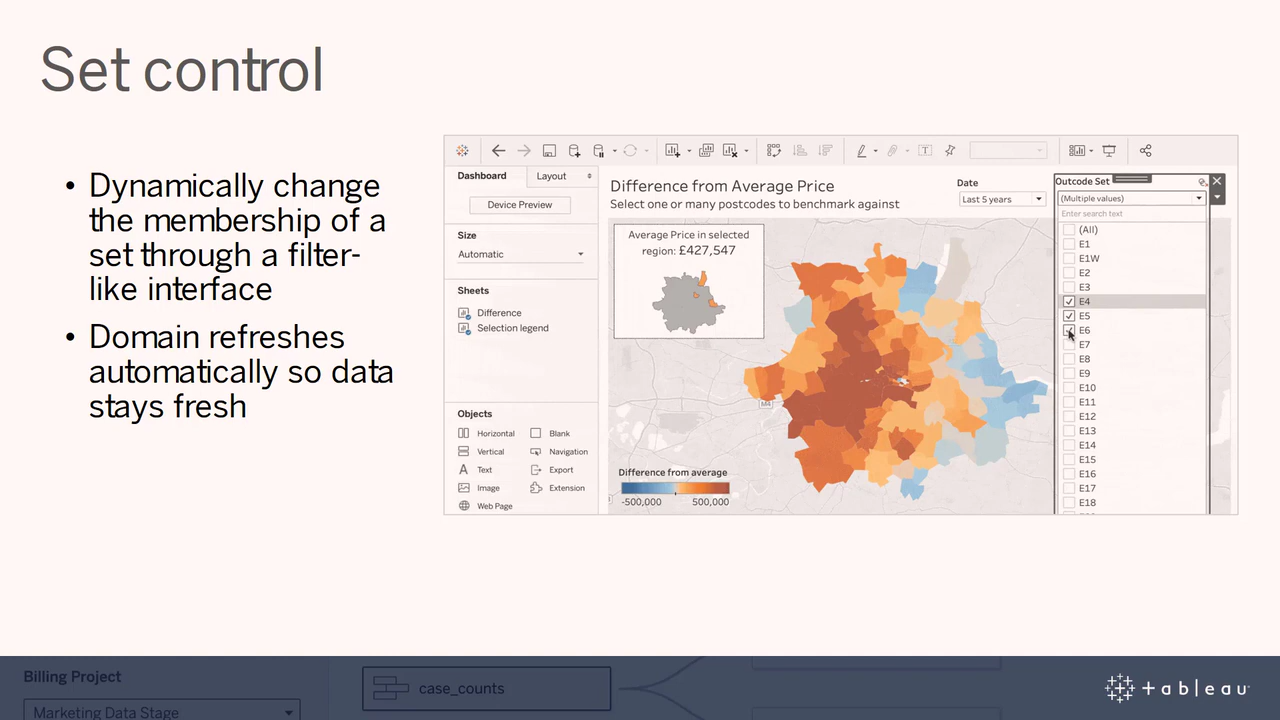 Set control
• Dynamically change
the membership of a
set through a filter-
like interface
• Domain refreshes
automatically so data
stays fresh
Dashboard
Layout
Device Preview
Size
Automatic
Sheets
Difference
Selection legend
Objects
Horizontal
Blank
Vertical
Navigation
Text
Export
Image
Extension
Web Page
Difference from Average Price
Select one or many postcodes to benchmark against
Date
Last 5 years
Average Price in selected
region: £427,547
M4
Difference from average
-500,000
500,000
Outcode Set
(Multiple values)
Enter search text
(All)
E1
E1W
E2
E3
E4
E5
E6
E7
E8
E9
E10
E11
E12
E13
E14
E15
E16
E17
E18
Billing Project
Marketing Data Stage
case_counts
tableau